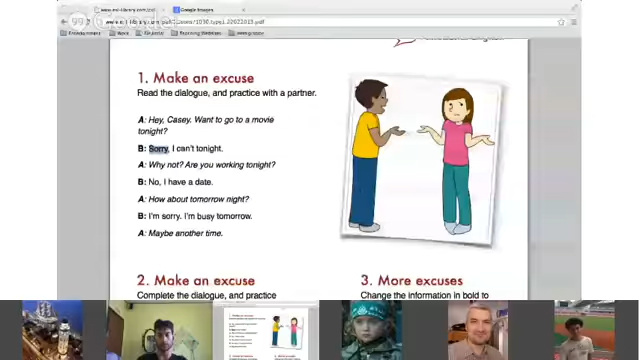 Google Images
1. Make an excuse
Read the dialogue, and practice with a partner.
A: Hey, Casey. Want to go to a movie
tonight?
B: Sorry, I can't tonight.
A: Why not? Are you working tonight?
B: No, I have a date.
A: How about tomorrow night?
B: I'm sorry. I'm busy tomorrow.
A: Maybe another time.
2. Make an excuse
Complete the dialogue, and practice
3. More excuses
Change the information in bold to